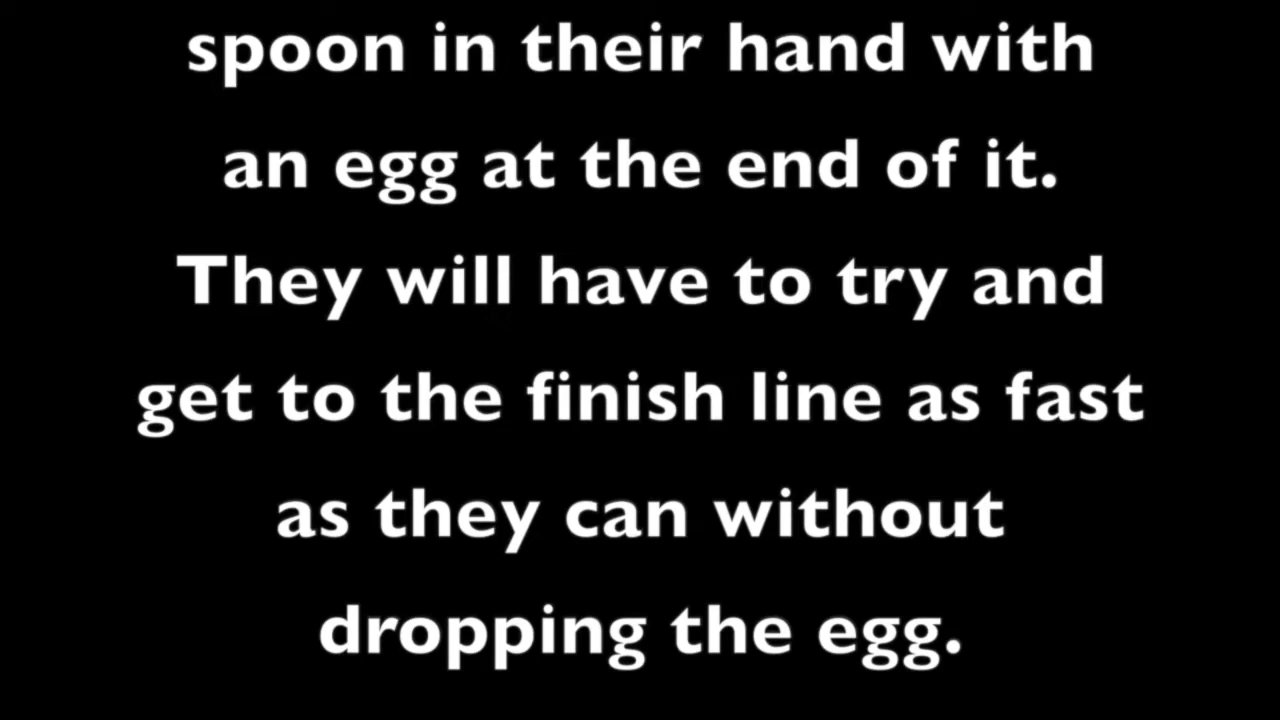 spoon in their hand with
an egg at the end of it.
They will have to try and
get to the finish line as fast
as they can without
dropping the egg.